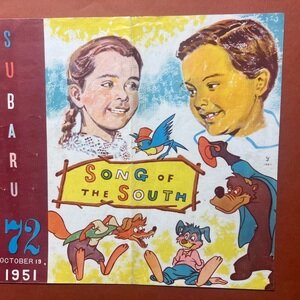 SUBARU
72
OCTOBER 19,
1951
SONG OF
THE SOUTH